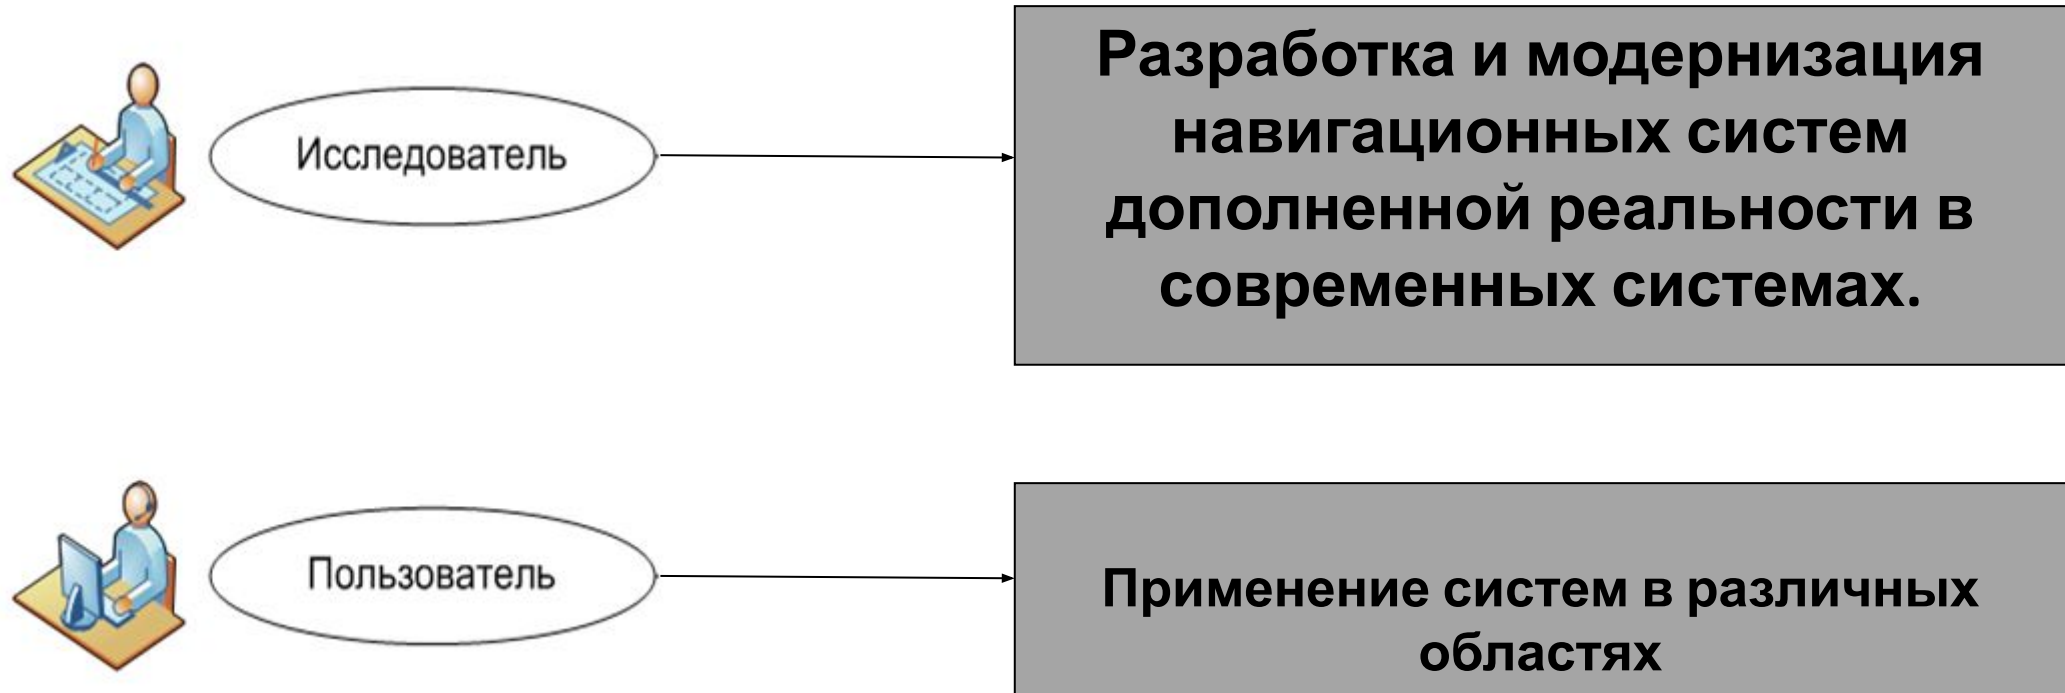 Исследователь
Разработка и модернизация
навигационных систем
дополненной реальности в
современных системах.
Пользователь
Применение систем в различных
областях